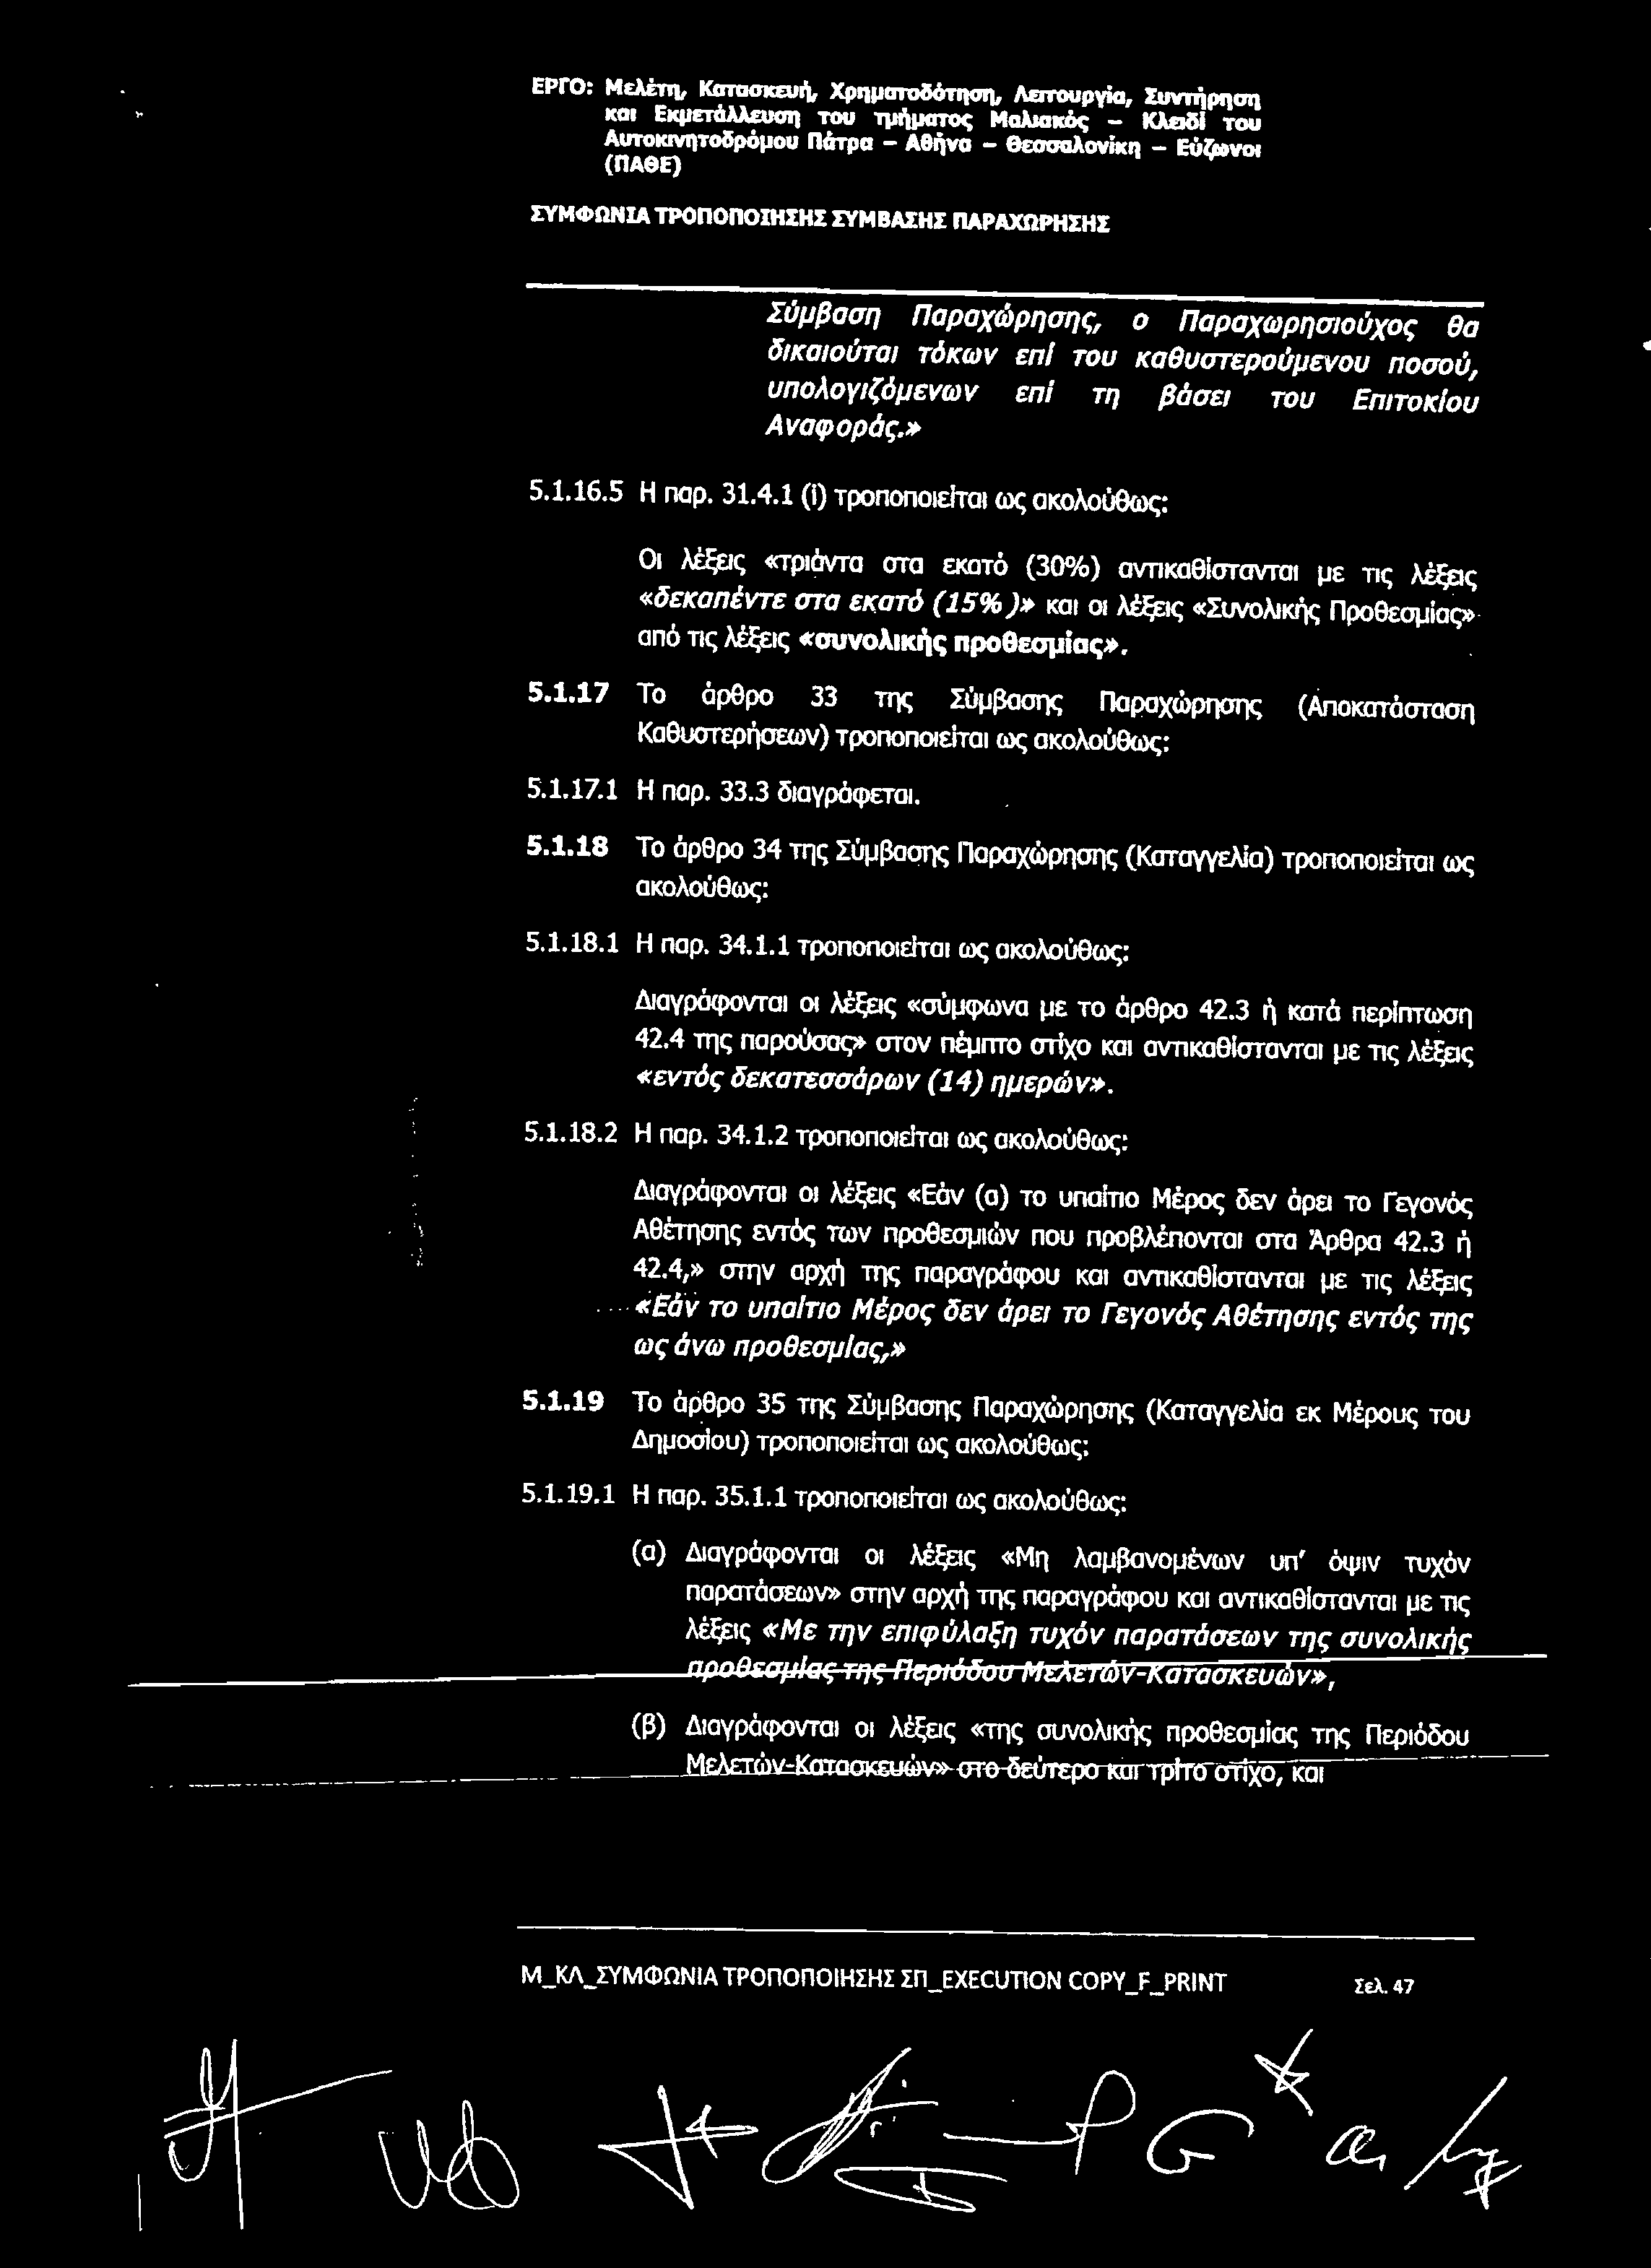 ΕΡΓΟ: Μελέτη, Κατασκευή, Χρηματοδότηση, Λειτουργία, Συντήρηση
και Εκμετάλλευση του τμήματος Μαλιακός – Κλειδί του
Αυτοκινητοδρόμου Πάτρα – Αθήνα – Θεσσαλονίκη – Εύζωνοι
(ΠΑΘΕ)
ΣΥΜΦΩΝΙΑ ΤΡΟΠΟΠΟΙΗΣΗΣ ΣΥΜΒΑΣΗΣ ΠΑΡΑΧΩΡΗΣΗΣ
Σύμβαση Παραχώρησης, ο Παραχωρησιούχος θα
δικαιούται τόκων επί του καθυστερούμενου ποσού,
υπολογιζόμενων επί τη βάσει του Επιτοκίου
Αναφοράς.»
5.1.16.5 Η παρ. 31.4.1 (i) τροποποιείται ως ακολούθως:
Οι λέξεις «τριάντα στα εκατό (30%) αντικαθίστανται με τις λέξεις
«δεκαπέντε στα εκατό (15%)» και οι λέξεις «Συνολικής Προθεσμίας»
από τις λέξεις «συνολικής προθεσμίας».
5.1.17 Το άρθρο 33 της Σύμβασης Παραχώρησης (Αποκατάσταση
Καθυστερήσεων) τροποποιείται ως ακολούθως:
5.1.17.1 Η παρ. 33.3 διαγράφεται.
5.1.18 Το άρθρο 34 της Σύμβασης Παραχώρησης (Καταγγελία) τροποποιείται ως
ακολούθως:
5.1.18.1 Η παρ. 34.1.1 τροποποιείται ως ακολούθως:
Διαγράφονται οι λέξεις «σύμφωνα με το άρθρο 42.3 ή κατά περίπτωση
42.4 της παρούσας» στον πέμπτο στίχο και αντικαθίστανται με τις λέξεις
«εντός δεκατεσσάρων (14) ημερών».
5.1.18.2 Η παρ. 34.1.2 τροποποιείται ως ακολούθως:
Διαγράφονται οι λέξεις «Εάν (α) το υπαίτιο Μέρος δεν άρει το Γεγονός
Αθέτησης εντός των προθεσμιών που προβλέπονται στα Άρθρα 42.3 ή
42.4,» στην αρχή της παραγράφου και αντικαθίστανται με τις λέξεις
«Εάν το υπαίτιο Μέρος δεν άρει το Γεγονός Αθέτησης εντός της
ως άνω προθεσμίας,»
5.1.19 Το άρθρο 35 της Σύμβασης Παραχώρησης (Καταγγελία εκ Μέρους του
Δημοσίου) τροποποιείται ως ακολούθως:
5.1.19.1 Η παρ. 35.1.1 τροποποιείται ως ακολούθως:
(α) Διαγράφονται οι λέξεις «Μη λαμβανομένων υπ' όψιν τυχόν
παρατάσεων» στην αρχή της παραγράφου και αντικαθίστανται με τις
λέξεις «Με την επιφύλαξη τυχόν παρατάσεων της συνολικής
προθεσμίας της Περιόδου Μελετών-Κατασκευών»,
(β) Διαγράφονται οι λέξεις «της συνολικής προθεσμίας της Περιόδου
Μελετών-Κατασκευών» στο δεύτερο και τρίτο στίχο, και
Μ_ΚΛ_ΣΥΜΦΩΝΙΑ ΤΡΟΠΟΠΟΙΗΣΗΣ ΣΠ_EXECUTION COPY_F_PRINT Σελ. 47